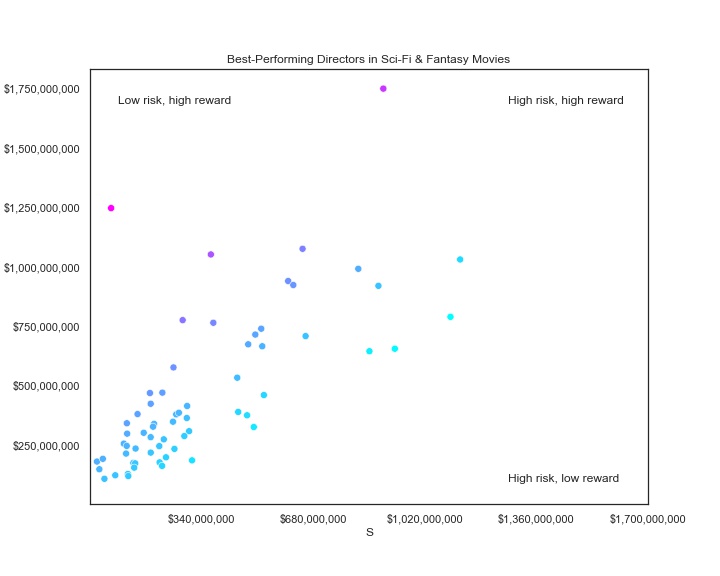 Best-Performing Directors in Sci-Fi & Fantasy Movies
$1,750,000,000
Low risk, high reward
High risk, high reward
$1,500,000,000
$1,250,000,000
$1,000,000,000
$750,000,000
$500,000,000
$250,000,000
High risk, low reward
$340,000,000
$680,000,000
$1,020,000,000
$1,360,000,000
$1,700,000,000
S